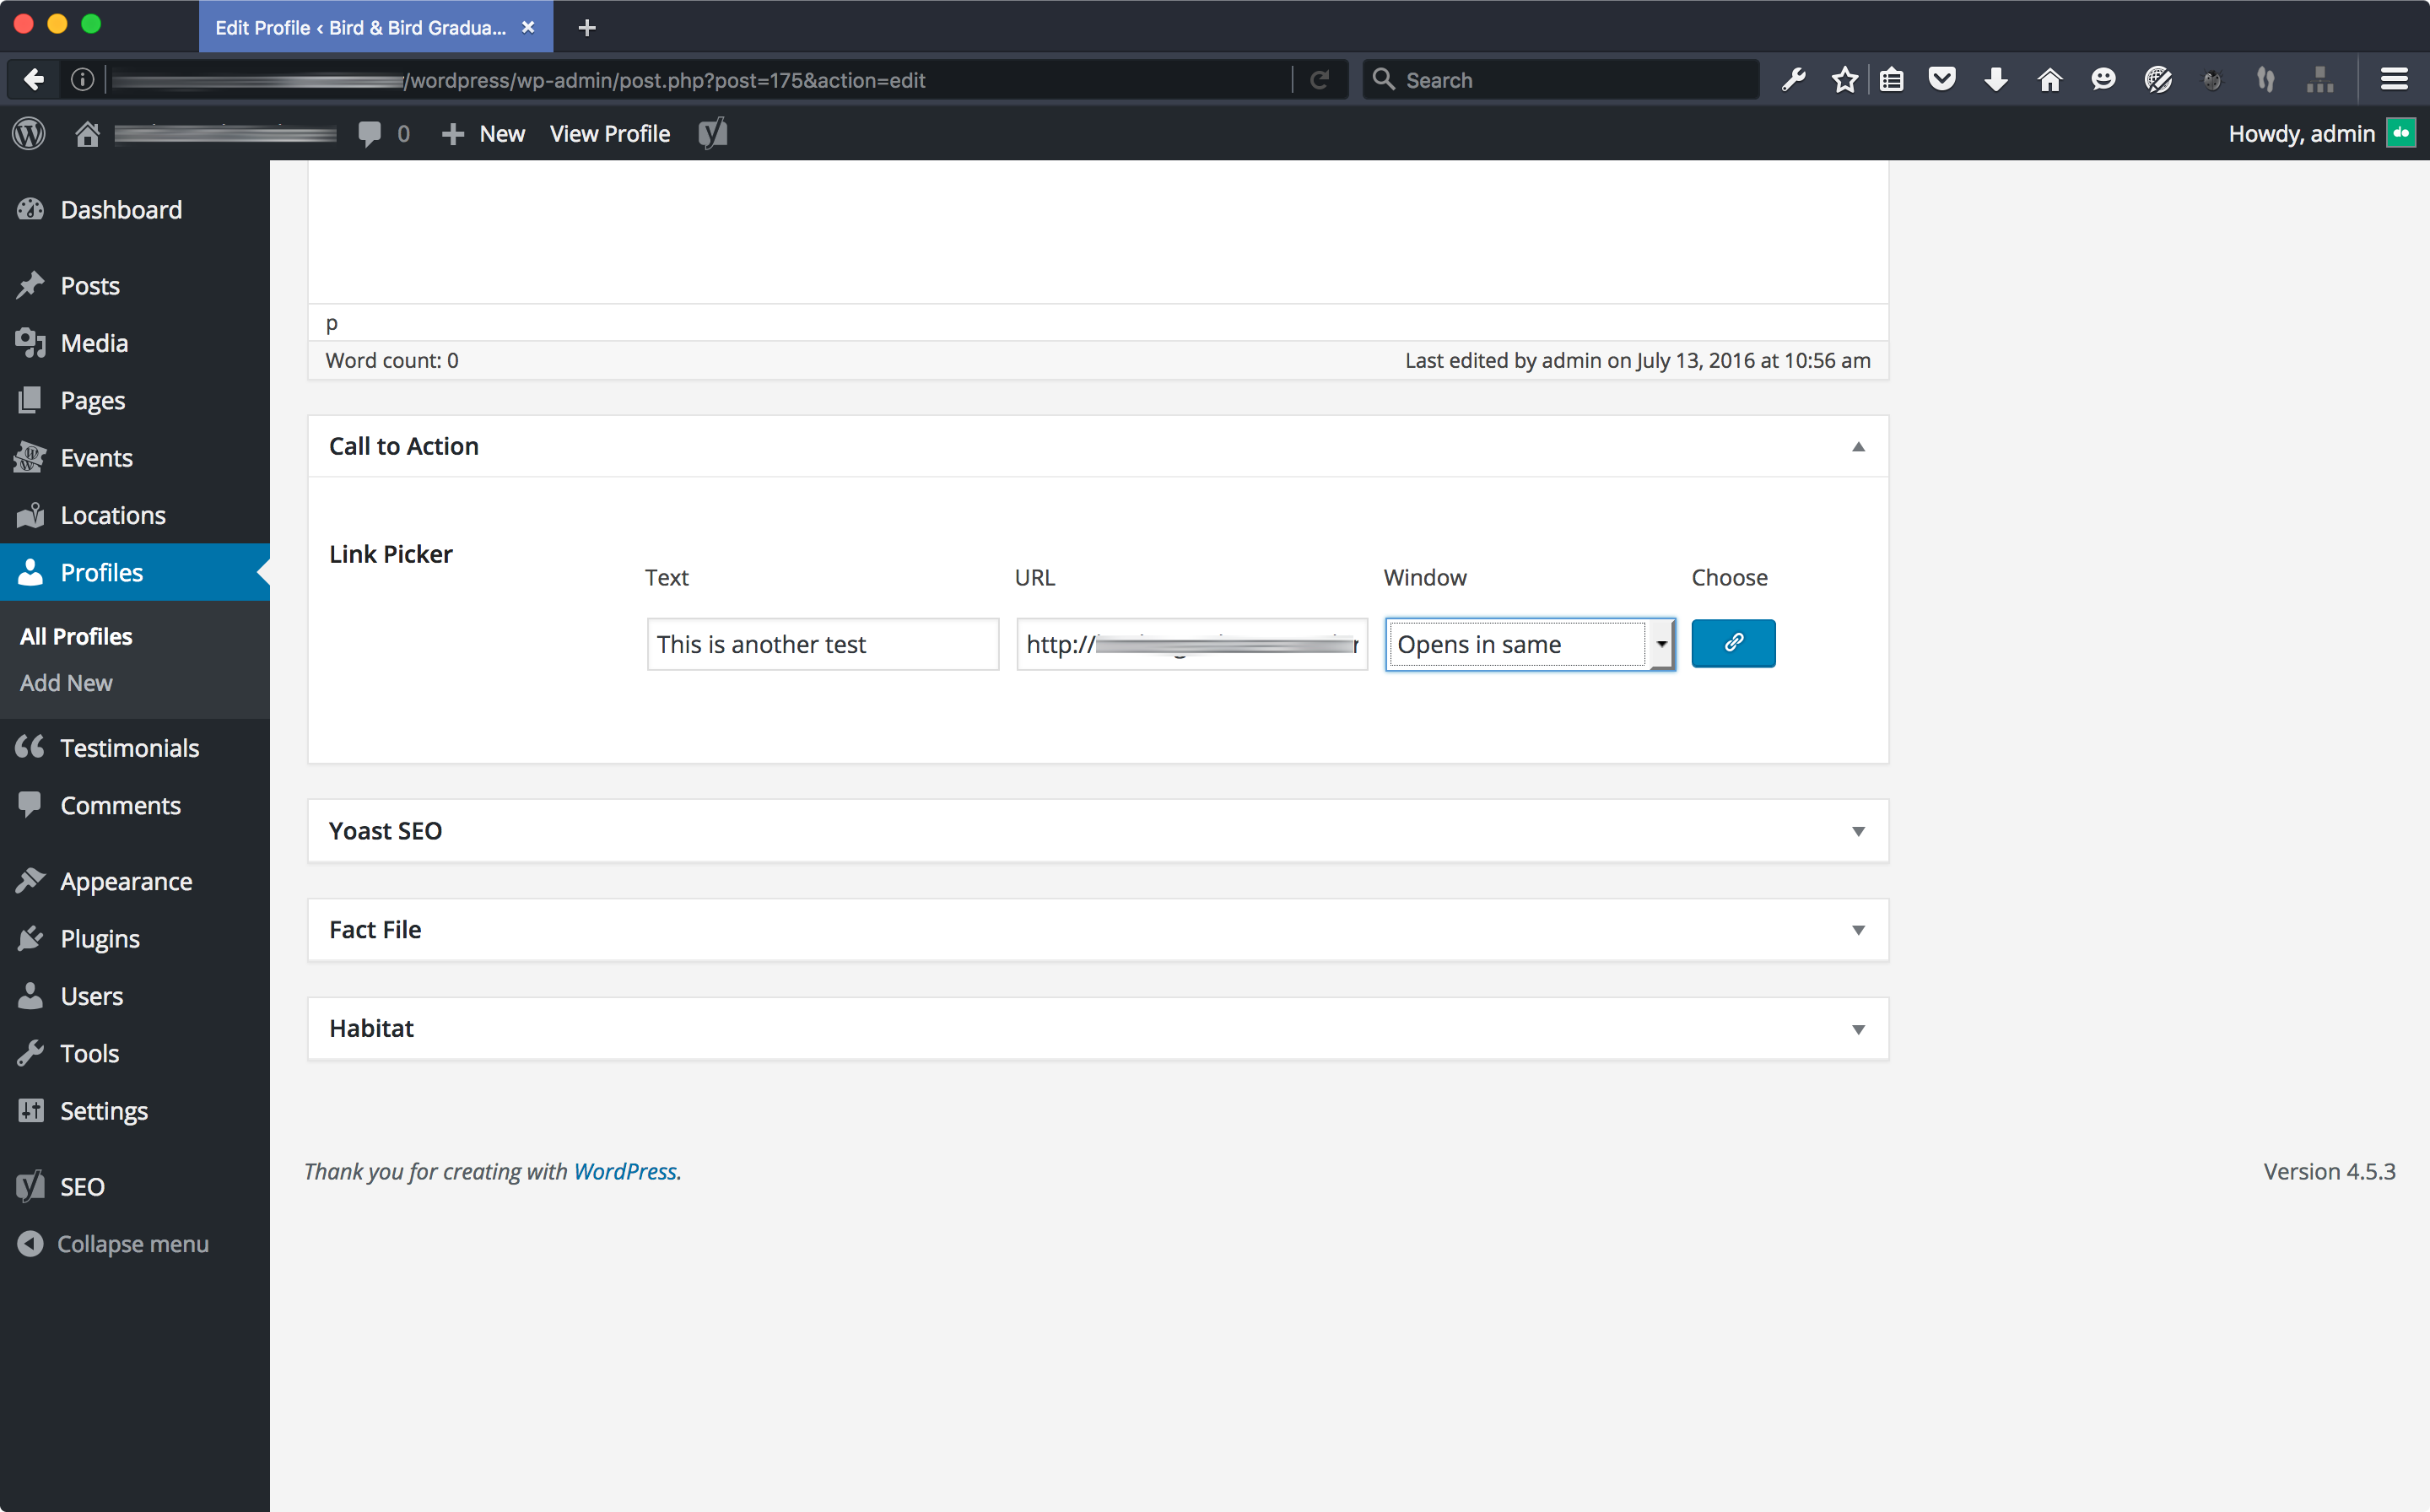 Edit Profile ‹ Bird & Bird Gradua...
/wordpress/wp-admin/post.php?post=175&action=edit
Search
0
New
View Profile
Howdy, admin
Dashboard
Posts
Media
Pages
Events
Locations
Profiles
All Profiles
Add New
Testimonials
Comments
Appearance
Plugins
Users
Tools
Settings
SEO
Collapse menu
p
Word count: 0
Last edited by admin on July 13, 2016 at 10:56 am
Call to Action
Link Picker
Text
URL
Window
Choose
This is another test
http://
Opens in same
Yoast SEO
Fact File
Habitat
Thank you for creating with WordPress.
Version 4.5.3